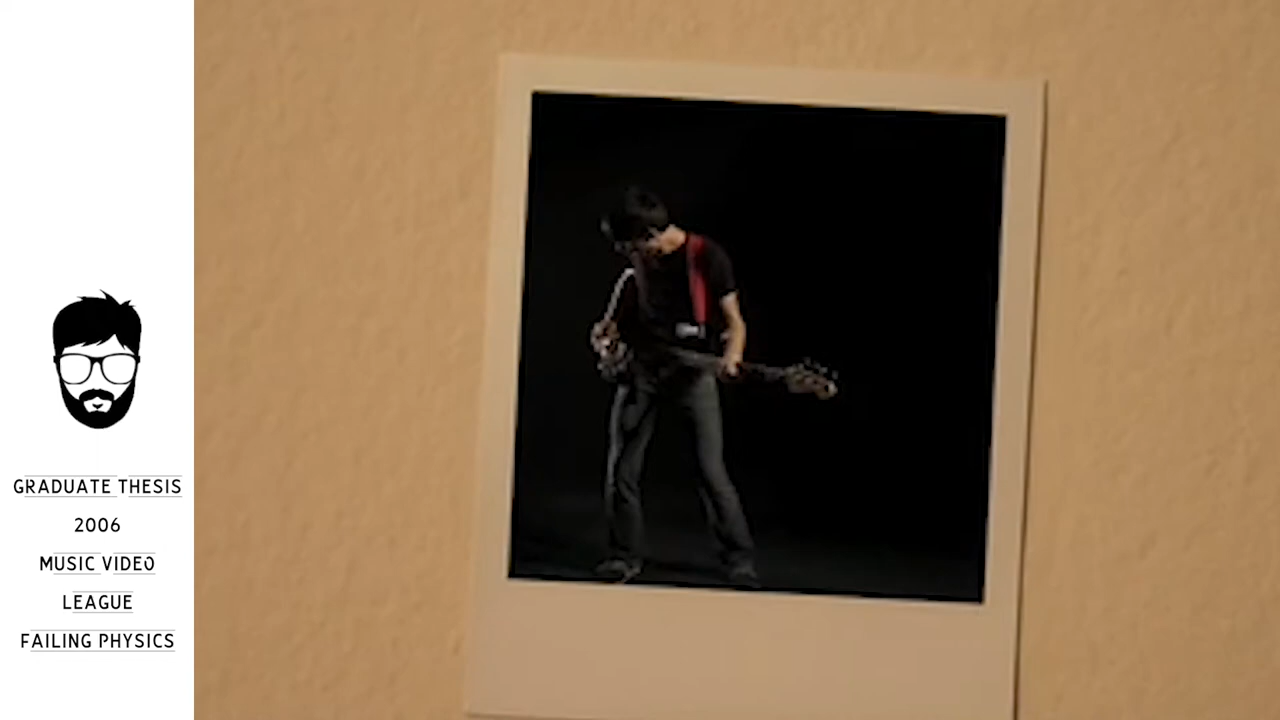 GRADUATE THESIS
2006
MUSIC VIDEO
LEAGUE
FAILING PHYSICS